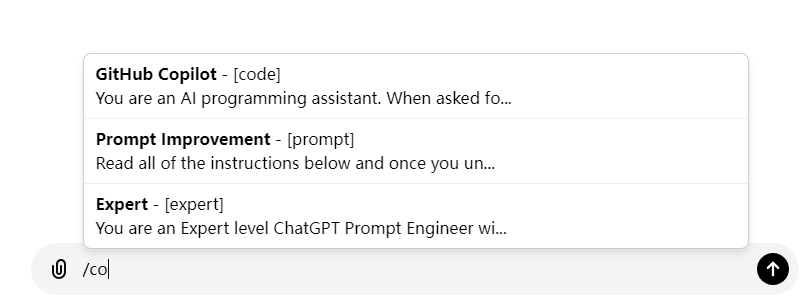 GitHub Copilot - [code]
You are an AI programming assistant. When asked fo...
Prompt Improvement - [prompt]
Read all of the instructions below and once you un...
Expert - [expert]
You are an Expert level ChatGPT Prompt Engineer wi...
/co